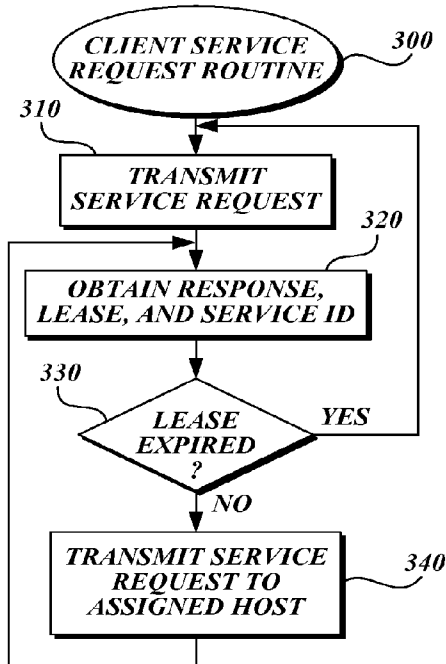 CLIENT SERVICE
REQUEST ROUTINE
300
310
TRANSMIT
SERVICE REQUEST
320
OBTAIN RESPONSE,
LEASE, AND SERVICE ID
330
LEASE
EXPIRED
?
YES
NO
TRANSMIT SERVICE
REQUEST TO
ASSIGNED HOST
340